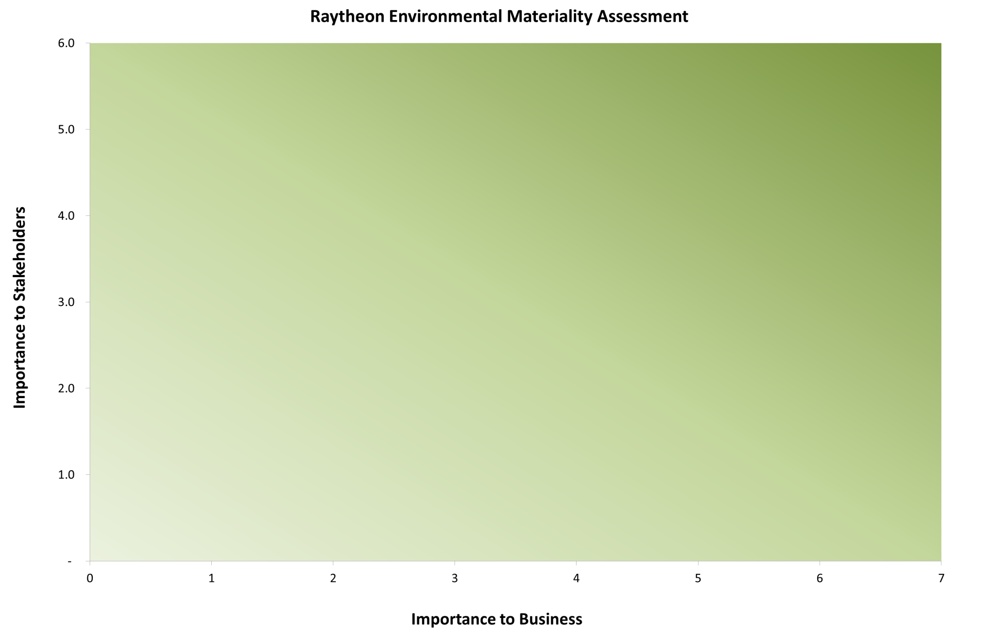 Raytheon Environmental Materiality Assessment
6.0
5.0
4.0
3.0
2.0
1.0
-
Importance to Stakeholders
0 1 2 3 4 5 6 7
Importance to Business